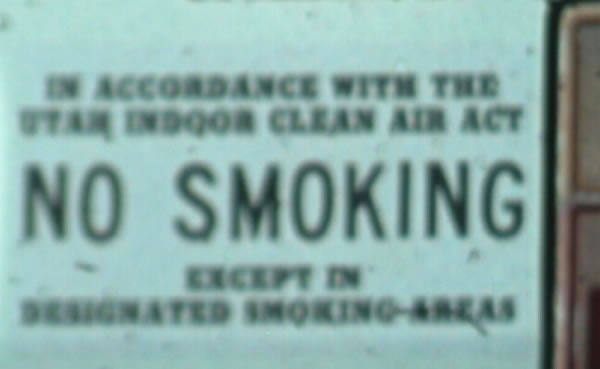 IN ACCORDANCE WITH THE
UTAH INDOOR CLEAN AIR ACT
NO SMOKING
EXCEPT IN
DESIGNATED SMOKING AREAS